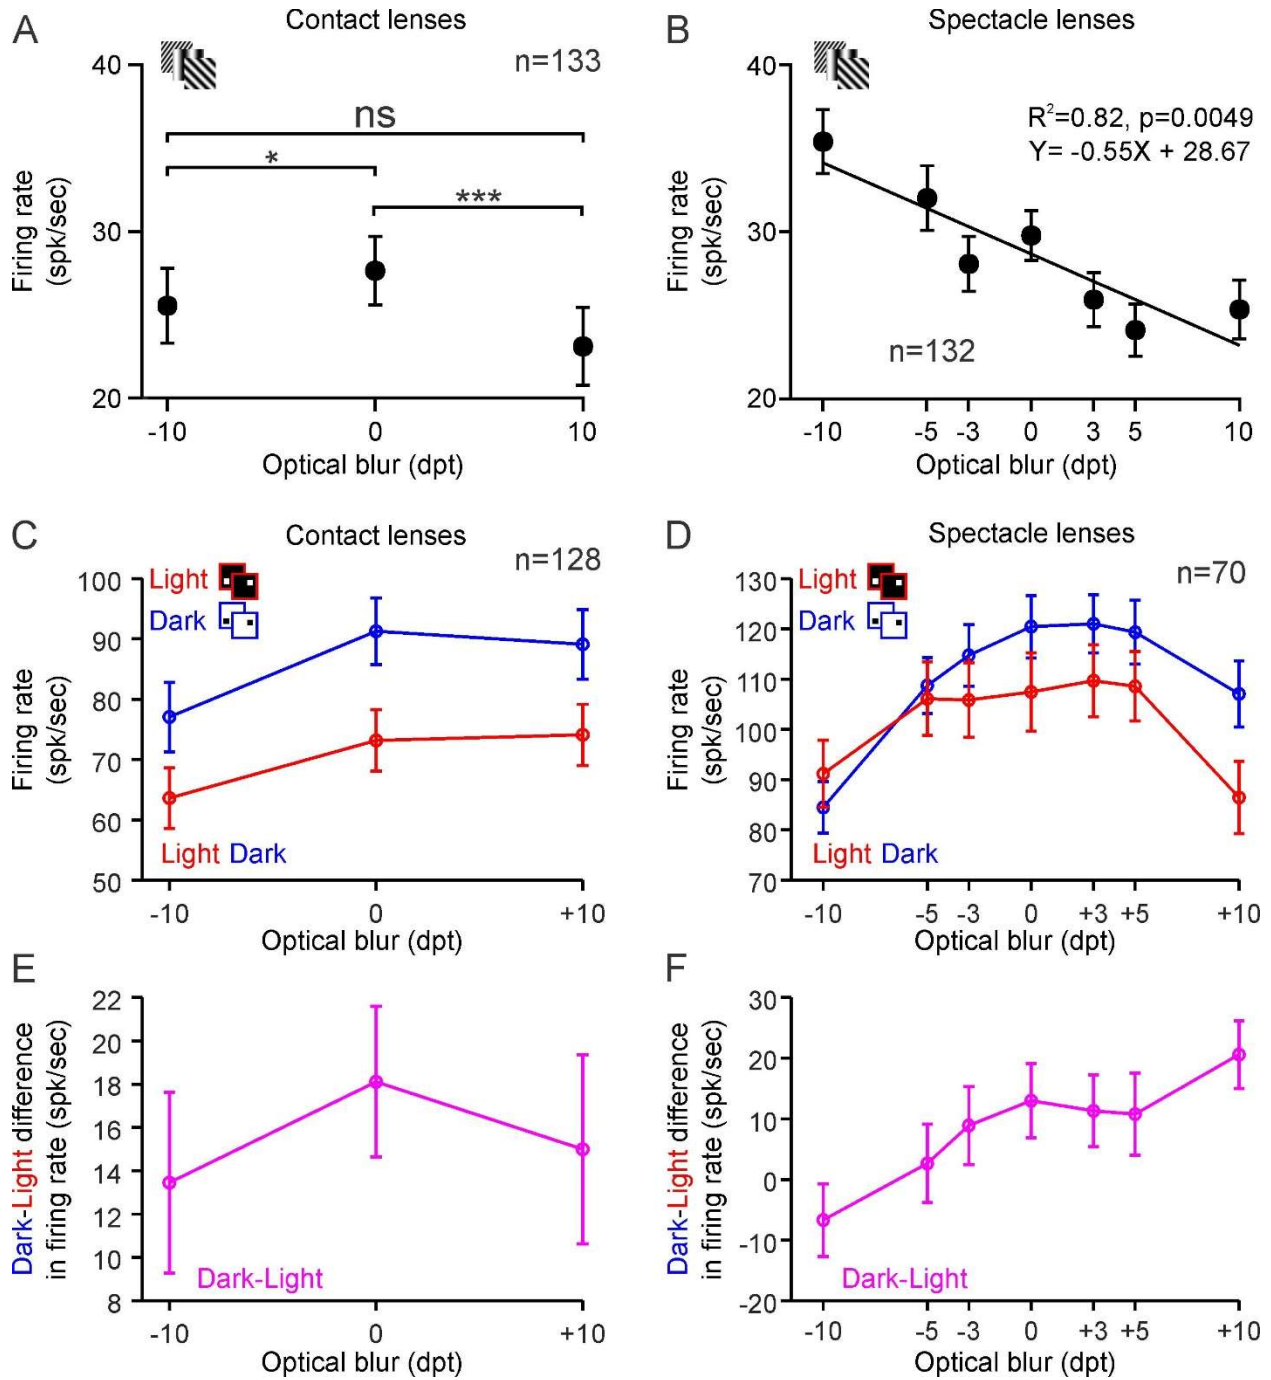 A
Contact lenses
n=133
40
30
20
ns
*
***
Firing rate
(spk/sec)
-10
0
10
Optical blur (dpt)
B
Spectacle lenses
40
30
20
R²=0.82, p=0.0049
Y= -0.55X + 28.67
n=132
Firing rate
(spk/sec)
-10
-5
-3
0
3
5
10
Optical blur (dpt)
C
Contact lenses
n=128
100
90
80
70
60
50
Light
Dark
Firing rate
(spk/sec)
Light Dark
-10
0
+10
Optical blur (dpt)
D
Spectacle lenses
n=70
130
120
110
100
90
80
70
Light
Dark
Firing rate
(spk/sec)
Light Dark
-10
-5
-3
0
+3
+5
+10
Optical blur (dpt)
E
22
20
18
16
14
12
10
8
Dark-Light difference
in firing rate (spk/sec)
Dark-Light
-10
0
+10
Optical blur (dpt)
F
30
20
10
0
-10
-20
Dark-Light difference
in firing rate (spk/sec)
Dark-Light
-10
-5
-3
0
+3
+5
+10
Optical blur (dpt)